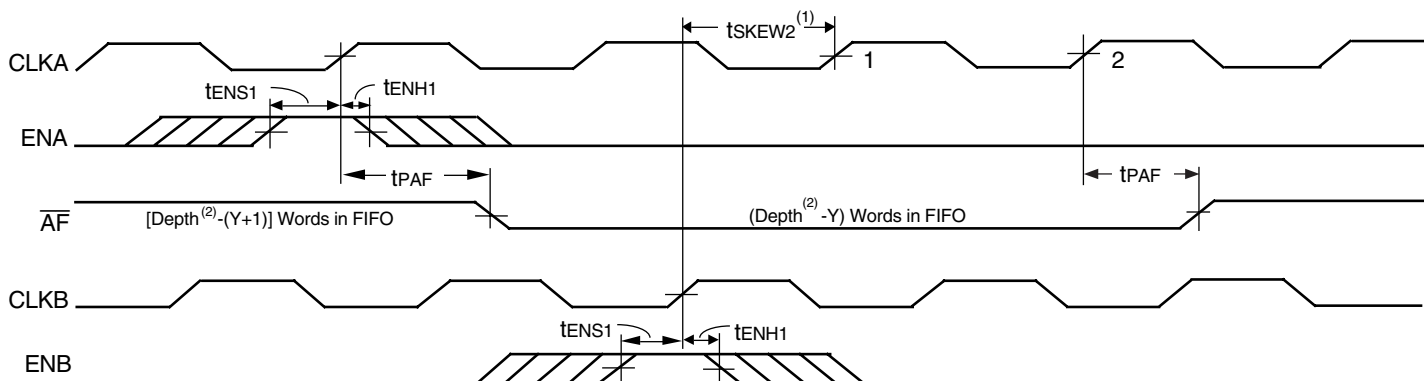 tSKEW2(1)
CLKA 1 2
tENS1 tENH1
ENA
tPAF tPAF
AF [Depth(2)-(Y+1)] Words in FIFO (Depth(2) -Y) Words in FIFO
CLKB
tENS1 tENH1
ENB